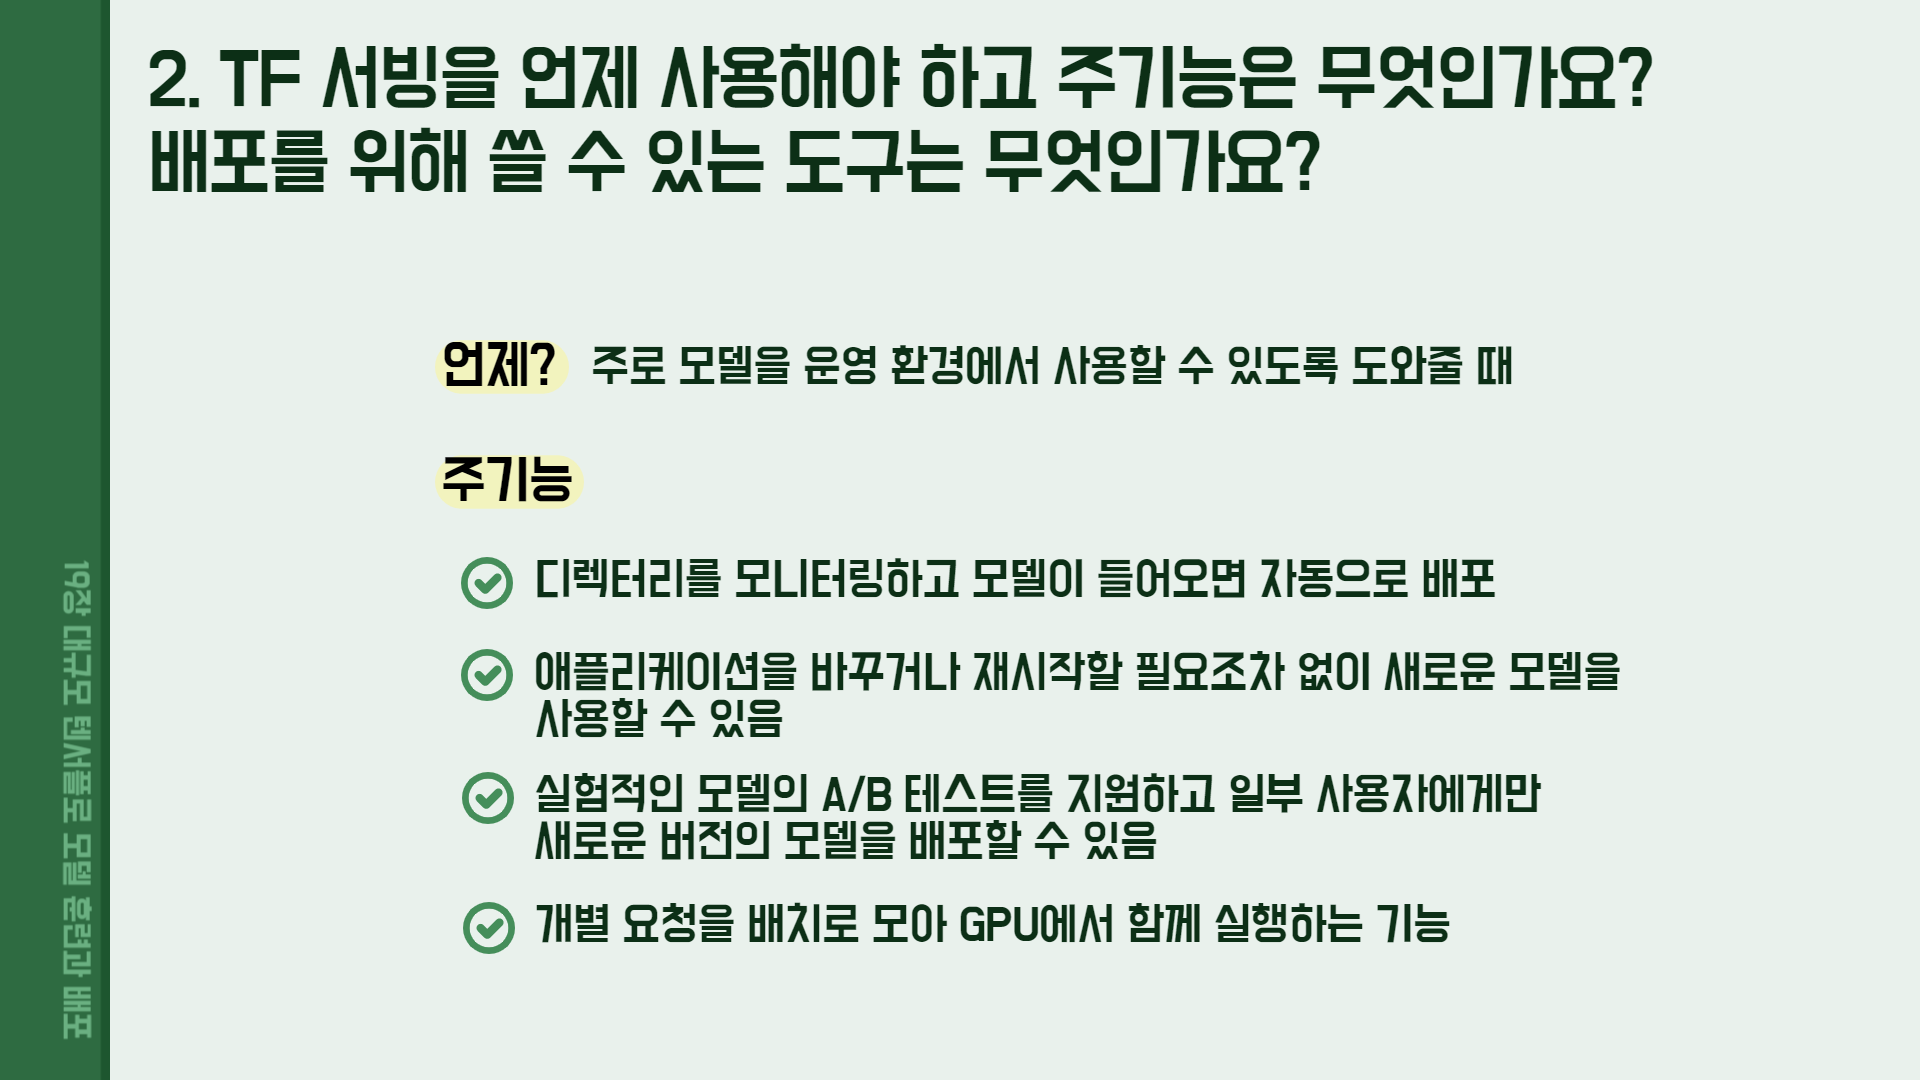 2. TF 서빙을 언제 사용해야 하고 주기능은 무엇인가요?
배포를 위해 쓸 수 있는 도구는 무엇인가요?
언제? 주로 모델을 운영 환경에서 사용할 수 있도록 도와줄 때
주기능
디렉터리를 모니터링하고 모델이 들어오면 자동으로 배포
애플리케이션을 바꾸거나 재시작할 필요조차 없이 새로운 모델을
사용할 수 있음
실험적인 모델의 A/B 테스트를 지원하고 일부 사용자에게만
새로운 버전의 모델을 배포할 수 있음
개별 요청을 배치로 모아 GPU에서 함께 실행하는 기능
19장 대규모 텐서플로 모델 훈련과 배포